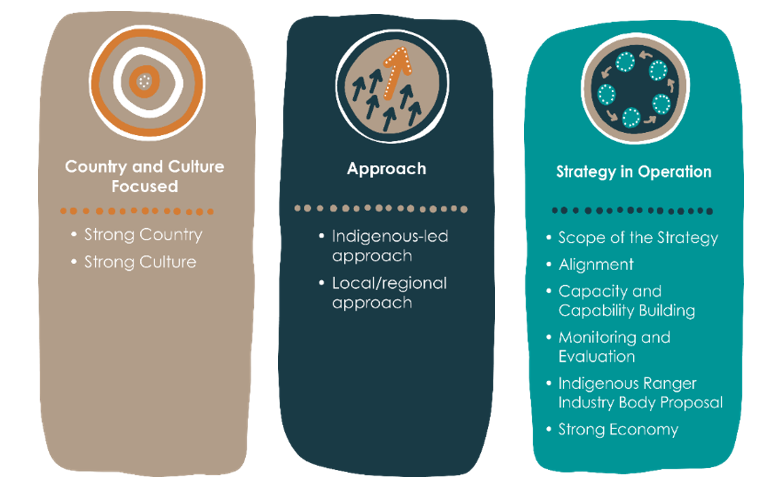 Country and Culture
Focused
• Strong Country
• Strong Culture
Approach
• Indigenous-led
approach
• Local/regional
approach
Strategy in Operation
• Scope of the Strategy
• Alignment
• Capacity and
Capability Building
• Monitoring and
Evaluation
• Indigenous Ranger
Industry Body Proposal
• Strong Economy